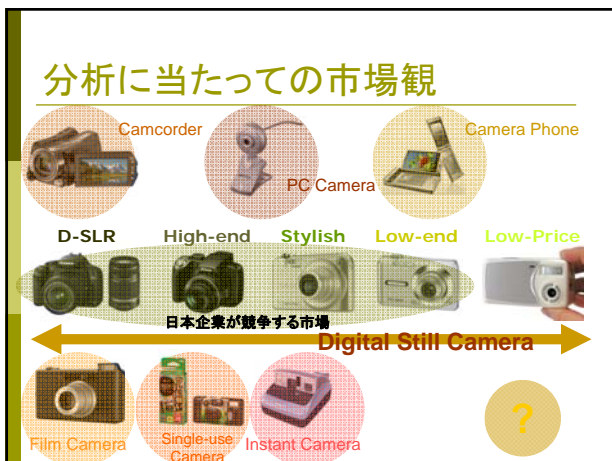 分析に当たっての市場観
Camcorder
PC Camera
Camera Phone
D-SLR High-end Stylish Low-end Low-Price
日本企業が競争する市場
Digital Still Camera
Film Camera
Single-use
Camera
Instant Camera
?